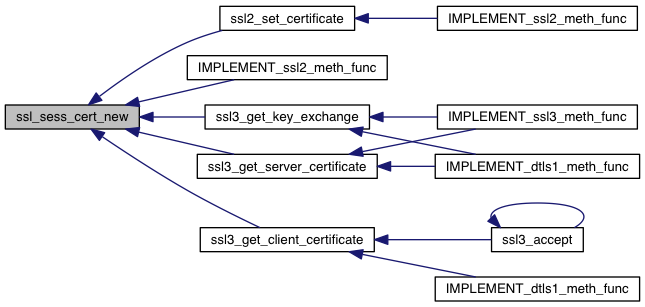 ssl2_set_certificate
IMPLEMENT_ssl2_meth_func
IMPLEMENT_ssl2_meth_func
ssl_sess_cert_new
ssl3_get_key_exchange
IMPLEMENT_ssl3_meth_func
ssl3_get_server_certificate
IMPLEMENT_dtls1_meth_func
ssl3_get_client_certificate
ssl3_accept
IMPLEMENT_dtls1_meth_func